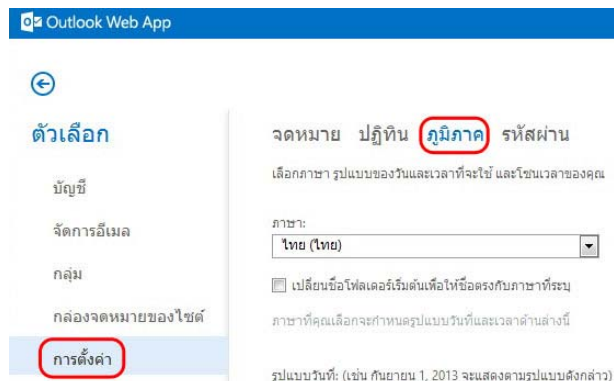 Outlook Web App
ตัวเลือก
บัญชี
จัดการอีเมล
กลุ่ม
กล่องจดหมายของไซต์
การตั้งค่า
จดหมาย ปฏิทิน ภูมิภาค รหัสผ่าน
เลือกภาษา รูปแบบของวันและเวลาที่จะใช้ และโซนเวลาของคุณ
ภาษา:
ไทย (ไทย)
เปลี่ยนชื่อโฟลเดอร์เริ่มต้นเพื่อให้ชื่อตรงกับภาษาที่ระบุ
ภาษาที่คุณเลือกจะกำหนดรูปแบบวันที่และเวลาด้านล่างนี้
รูปแบบวันที่: (เช่น กันยายน 1, 2013 จะแสดงตามรูปแบบดังกล่าว)